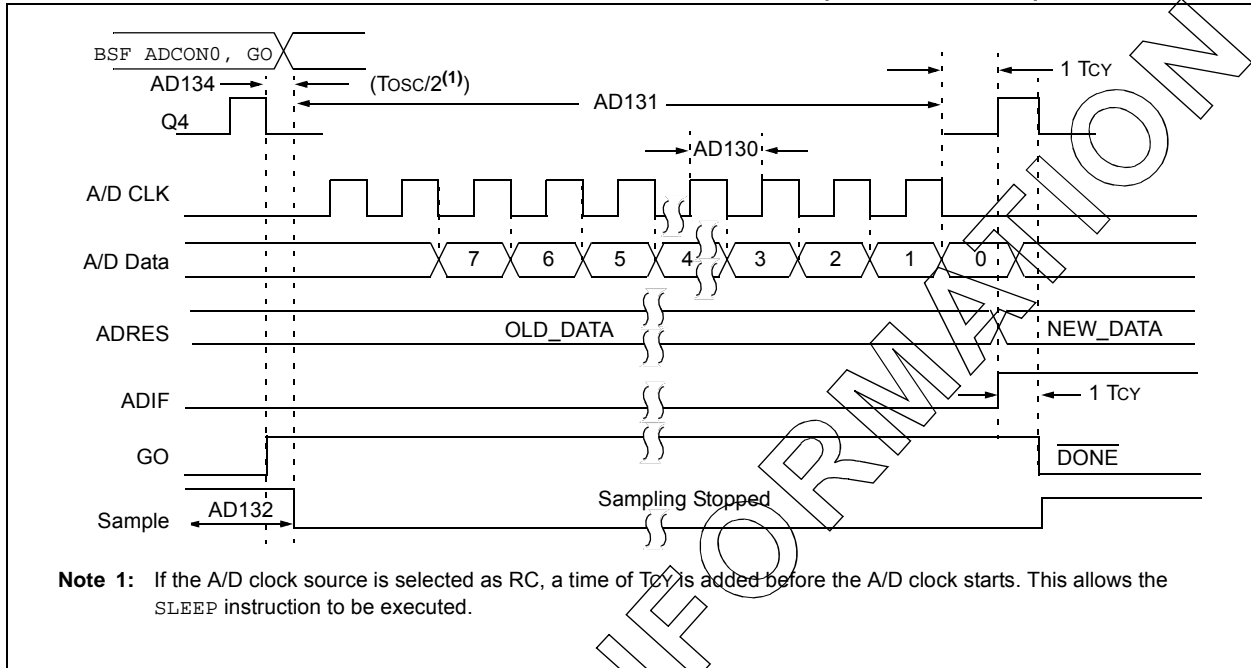 BSF ADCON0, GO
AD134
(TOSC/2(1))
1 TCY
AD131
Q4
AD130
A/D CLK
A/D Data
7 6 5 4 3 2 1 0
ADRES
OLD_DATA
NEW_DATA
ADIF
1 TCY
GO
DONE
Sample
AD132
Sampling Stopped
Note 1: If the A/D clock source is selected as RC, a time of TCY is added before the A/D clock starts. This allows the
SLEEP instruction to be executed.
IFORMATION